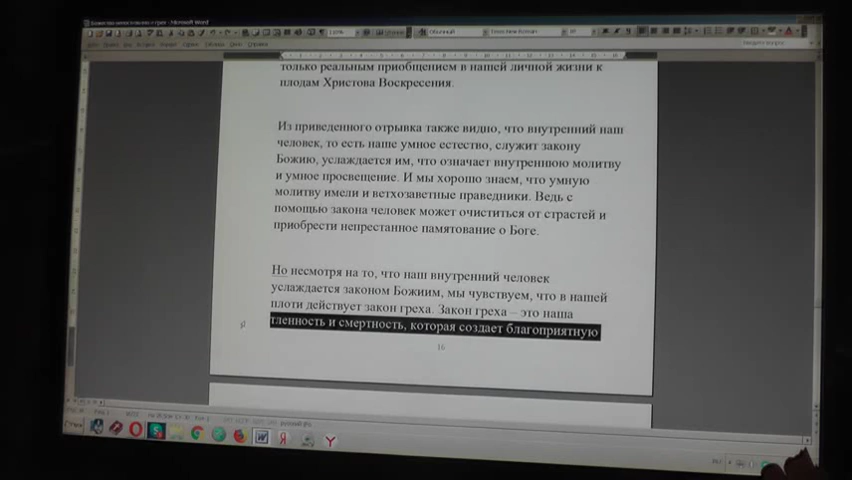 Microsoft Word
только реальным приобщением в нашей личной жизни к
плодам Христова Воскресения.
Из приведенного отрывка также видно, что внутренний наш
человек, то есть наше умное естество, служит закону
Божию, услаждается им, что означает внутреннюю молитву
и умное просвещение. И мы хорошо знаем, что умную
молитву имели и ветхозаветные праведники. Ведь с
помощью закона человек может очиститься от страстей и
приобрести непрестанное памятование о Боге.
Но несмотря на то, что наш внутренний человек
услаждается законом Божиим, мы чувствуем, что в нашей
плоти действует закон греха. Закон греха – это наша
тленность и смертность, которая создает благоприятную
16